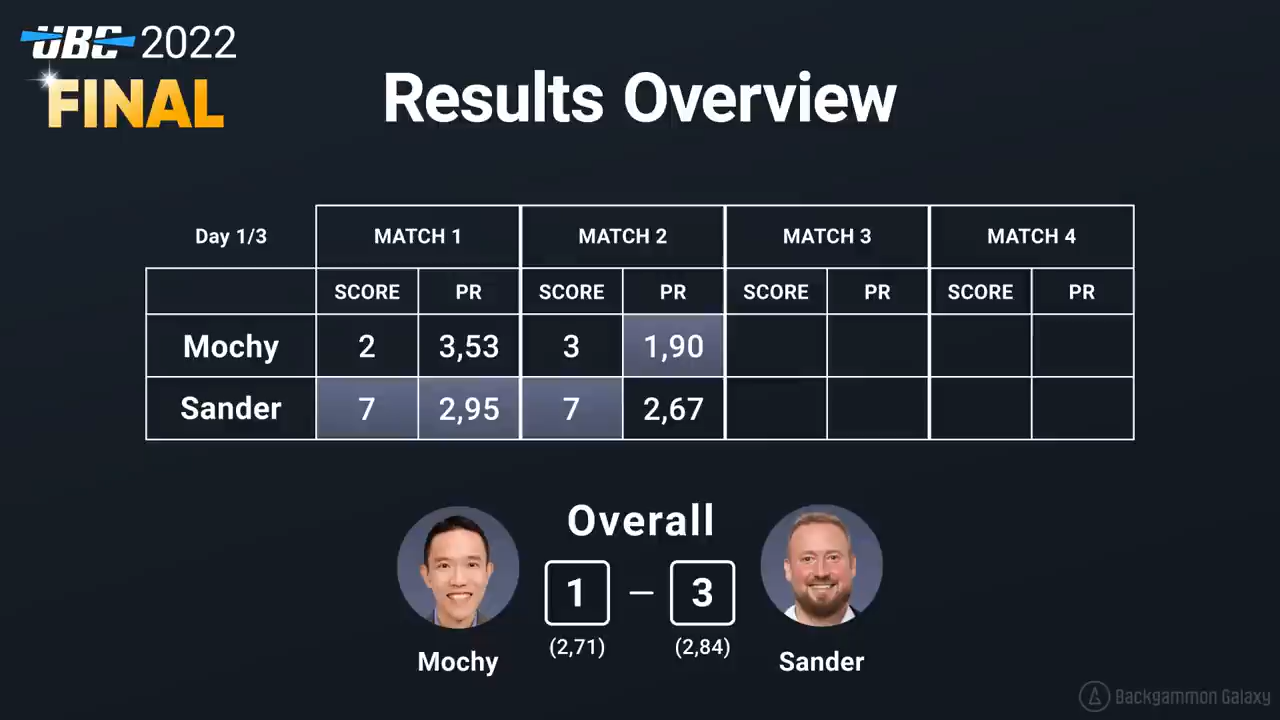 UBC 2022
FINAL
Results Overview
Day 1/3 MATCH 1 MATCH 2 MATCH 3 MATCH 4
SCORE PR SCORE PR SCORE PR SCORE PR
Mochy 2 3,53 3 1,90
Sander 7 2,95 7 2,67
Overall
1 – 3
(2,71) (2,84)
Mochy Sander
Backgammon Galaxy